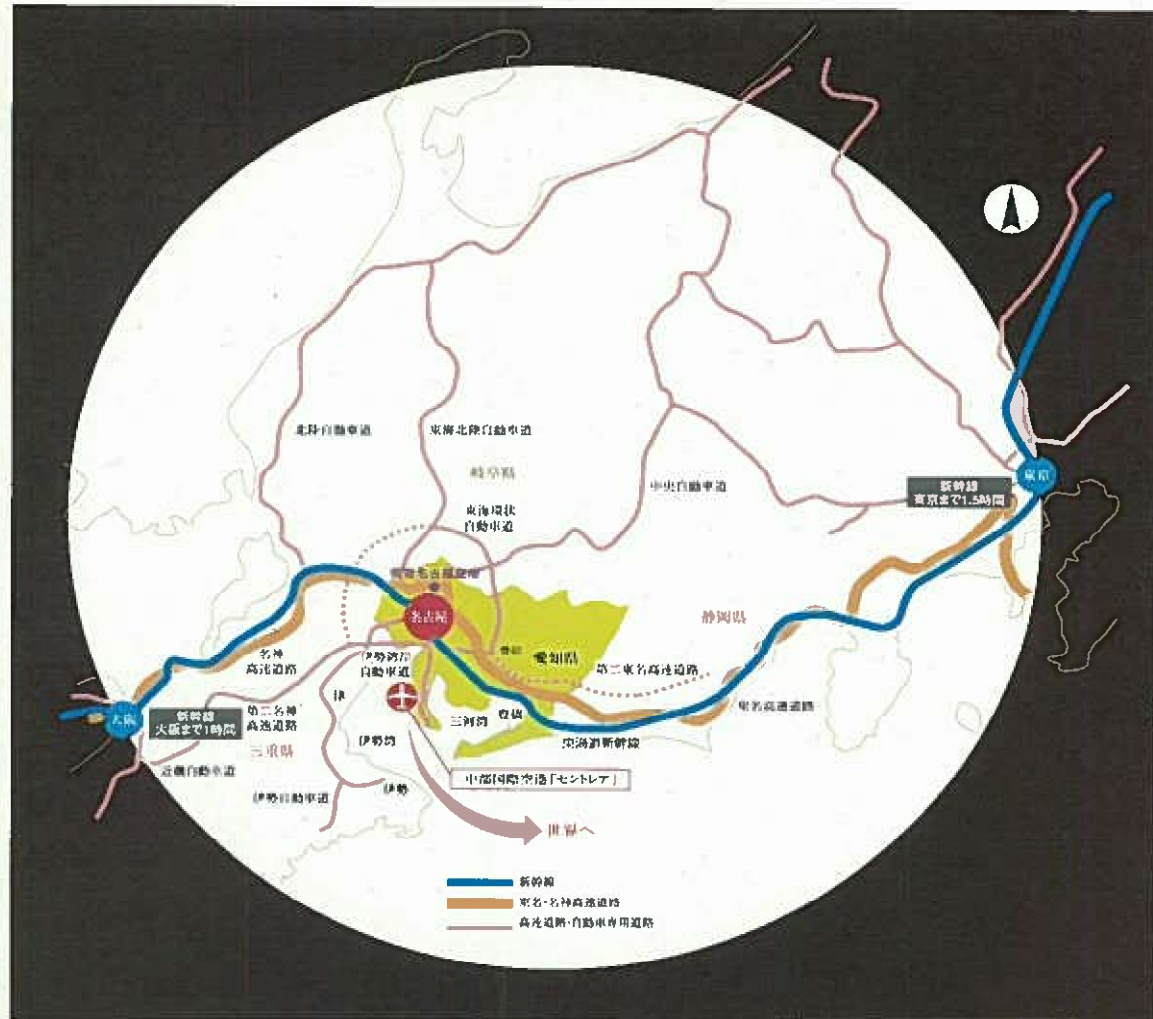 北陸自動車道
東海北陸自動車道
岐阜県
中央自動車道
新幹線
東京まで1.5時間
東京
東海環状
自動車道
名古屋
静岡県
愛知県
豊田
伊勢湾岸
自動車道
第二東名高速道路
名神
高速道路
津
東名高速道路
第二名神
高速道路
三河湾
豊橋
新幹線
大阪まで1時間
大阪
伊勢湾
東海道新幹線
三重県
近畿自動車道
中部国際空港「セントレア」
伊勢
伊勢自動車道
世界へ
新幹線
東名・名神高速道路
高速道路・自動車専用道路